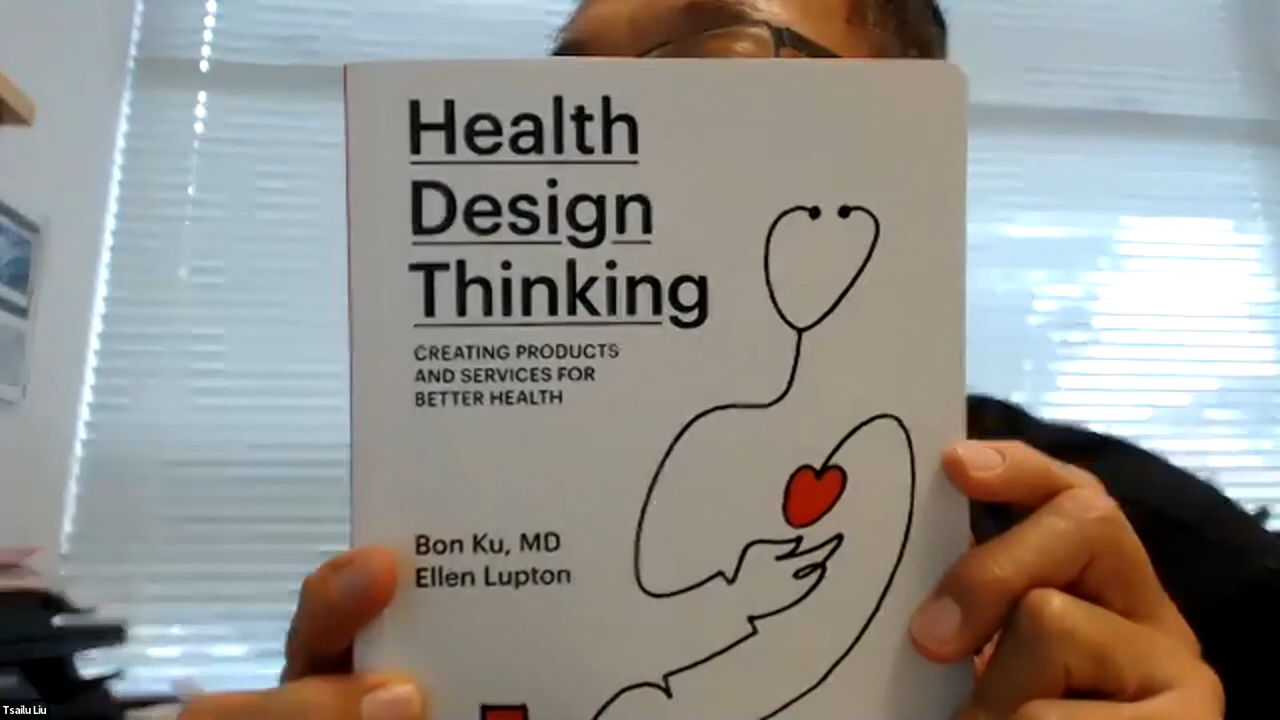 Health
Design
Thinking
CREATING PRODUCTS
AND SERVICES FOR
BETTER HEALTH
Bon Ku, MD
Ellen Lupton
Tsailu Liu